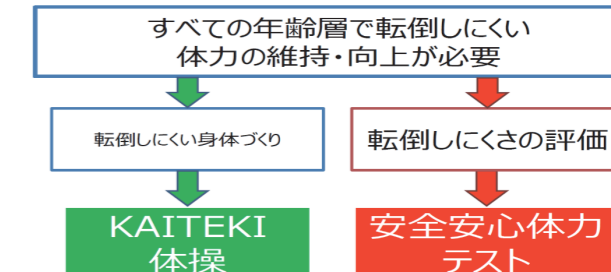 すべての年齢層で転倒しにくい
体力の維持・向上が必要
転倒しにくい身体づくり
転倒しにくさの評価
KAITEKI
体操
安全安心体力
テスト